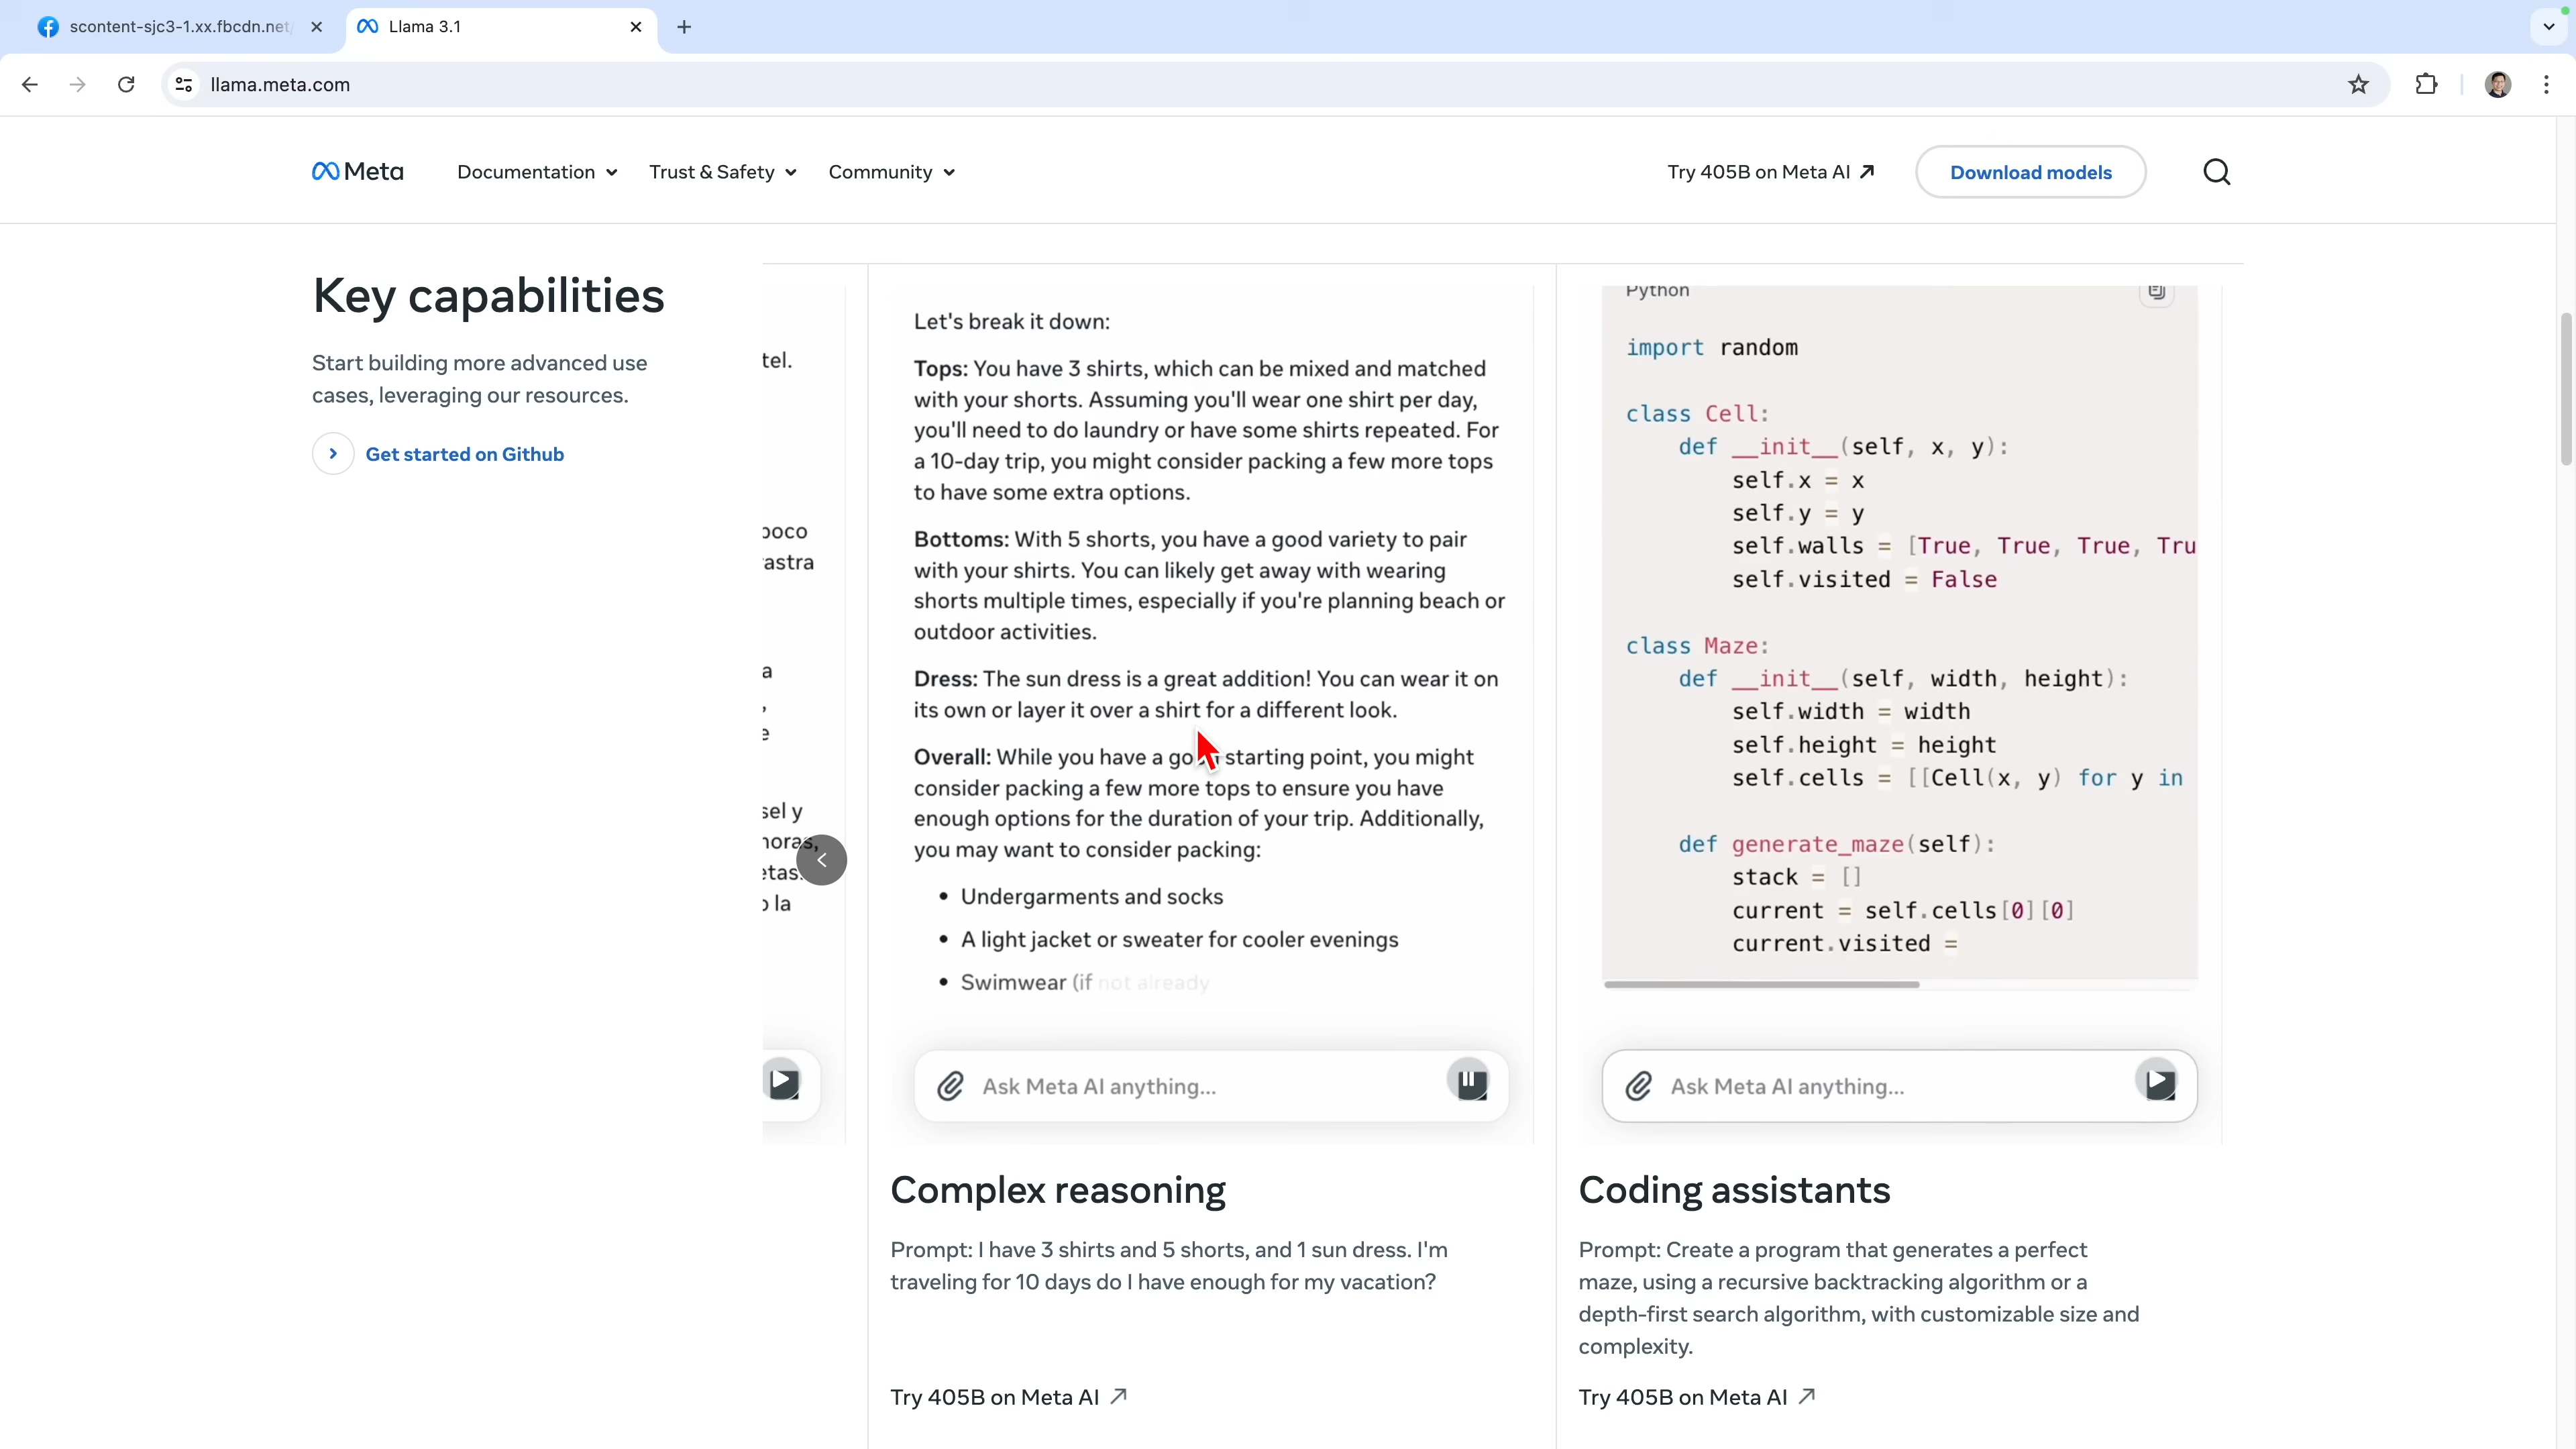 scontent-sjc3-1.xx.fbcdn.net/
Llama 3.1
llama.meta.com
Meta
Documentation
Trust & Safety
Community
Try 405B on Meta AI
Download models
Key capabilities
Start building more advanced use
cases, leveraging our resources.
Get started on Github
tel.
poco
rastra
a
,
e
sel y
horas,
etas.
o la
Let's break it down:
Tops: You have 3 shirts, which can be mixed and matched
with your shorts. Assuming you'll wear one shirt per day,
you'll need to do laundry or have some shirts repeated. For
a 10-day trip, you might consider packing a few more tops
to have some extra options.
Bottoms: With 5 shorts, you have a good variety to pair
with your shirts. You can likely get away with wearing
shorts multiple times, especially if you're planning beach or
outdoor activities.
Dress: The sun dress is a great addition! You can wear it on
its own or layer it over a shirt for a different look.
Overall: While you have a good starting point, you might
consider packing a few more tops to ensure you have
enough options for the duration of your trip. Additionally,
you may want to consider packing:
• Undergarments and socks
• A light jacket or sweater for cooler evenings
• Swimwear (if not already
Ask Meta AI anything...
Complex reasoning
Prompt: I have 3 shirts and 5 shorts, and 1 sun dress. I'm
traveling for 10 days do I have enough for my vacation?
Try 405B on Meta AI
Python
import random
class Cell:
def __init__(self, x, y):
self.x = x
self.y = y
self.walls = [True, True, True, Tru
self.visited = False
class Maze:
def __init__(self, width, height):
self.width = width
self.height = height
self.cells = [[Cell(x, y) for y in
def generate_maze(self):
stack = []
current = self.cells[0][0]
current.visited =
Ask Meta AI anything...
Coding assistants
Prompt: Create a program that generates a perfect
maze, using a recursive backtracking algorithm or a
depth-first search algorithm, with customizable size and
complexity.
Try 405B on Meta AI